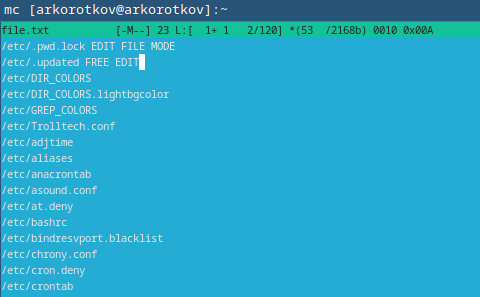 mc [arkorotkov@arkorotkov]:~
file.txt [-M--] 23 L:[ 1+ 1 2/120] *(53 /2168b) 0010 0x00A
/etc/.pwd.lock EDIT FILE MODE
/etc/.updated FREE EDIT
/etc/DIR_COLORS
/etc/DIR_COLORS.lightbgcolor
/etc/GREP_COLORS
/etc/Trolltech.conf
/etc/adjtime
/etc/aliases
/etc/anacrontab
/etc/asound.conf
/etc/at.deny
/etc/bashrc
/etc/bindresvport.blacklist
/etc/chrony.conf
/etc/cron.deny
/etc/crontab